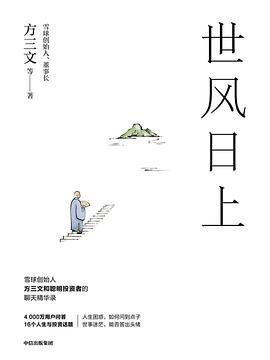 世风日上
雪球创始人、董事长
方三文
等——著
雪球创始人
方三文和聪明投资者的
聊天精华录
4 000万用户问答
16个人生与投资话题
人生困惑，如何问到点子
世事迷茫，能否答出头绪
中信出版集团